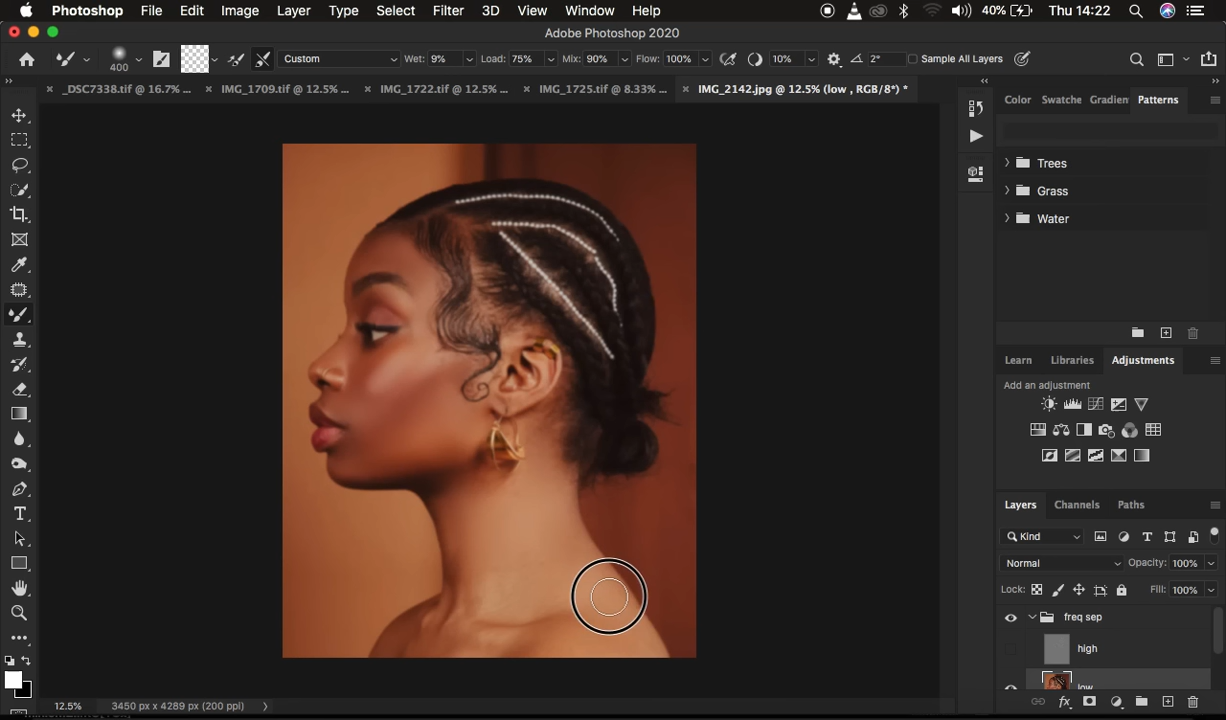 Photoshop File Edit Image Layer Type Select Filter 3D View Window Help 40% Thu 14:22
Adobe Photoshop 2020
400 Custom Wet: 9% Load: 75% Mix: 90% Flow: 100% 10% 2° Sample All Layers
_DSC7338.tif @ 16.7% ... IMG_1709.tif @ 12.5% ... IMG_1722.tif @ 12.5% ... IMG_1725.tif @ 8.33% ... IMG_2142.jpg @ 12.5% (low , RGB/8*) *
Color Swatche Gradien Patterns
Trees
Grass
Water
Learn Libraries Adjustments
Add an adjustment
Layers Channels Paths
Kind
Normal Opacity: 100%
Lock: Fill: 100%
freq sep
high
low
12.5% 3450 px x 4289 px (200 ppi)